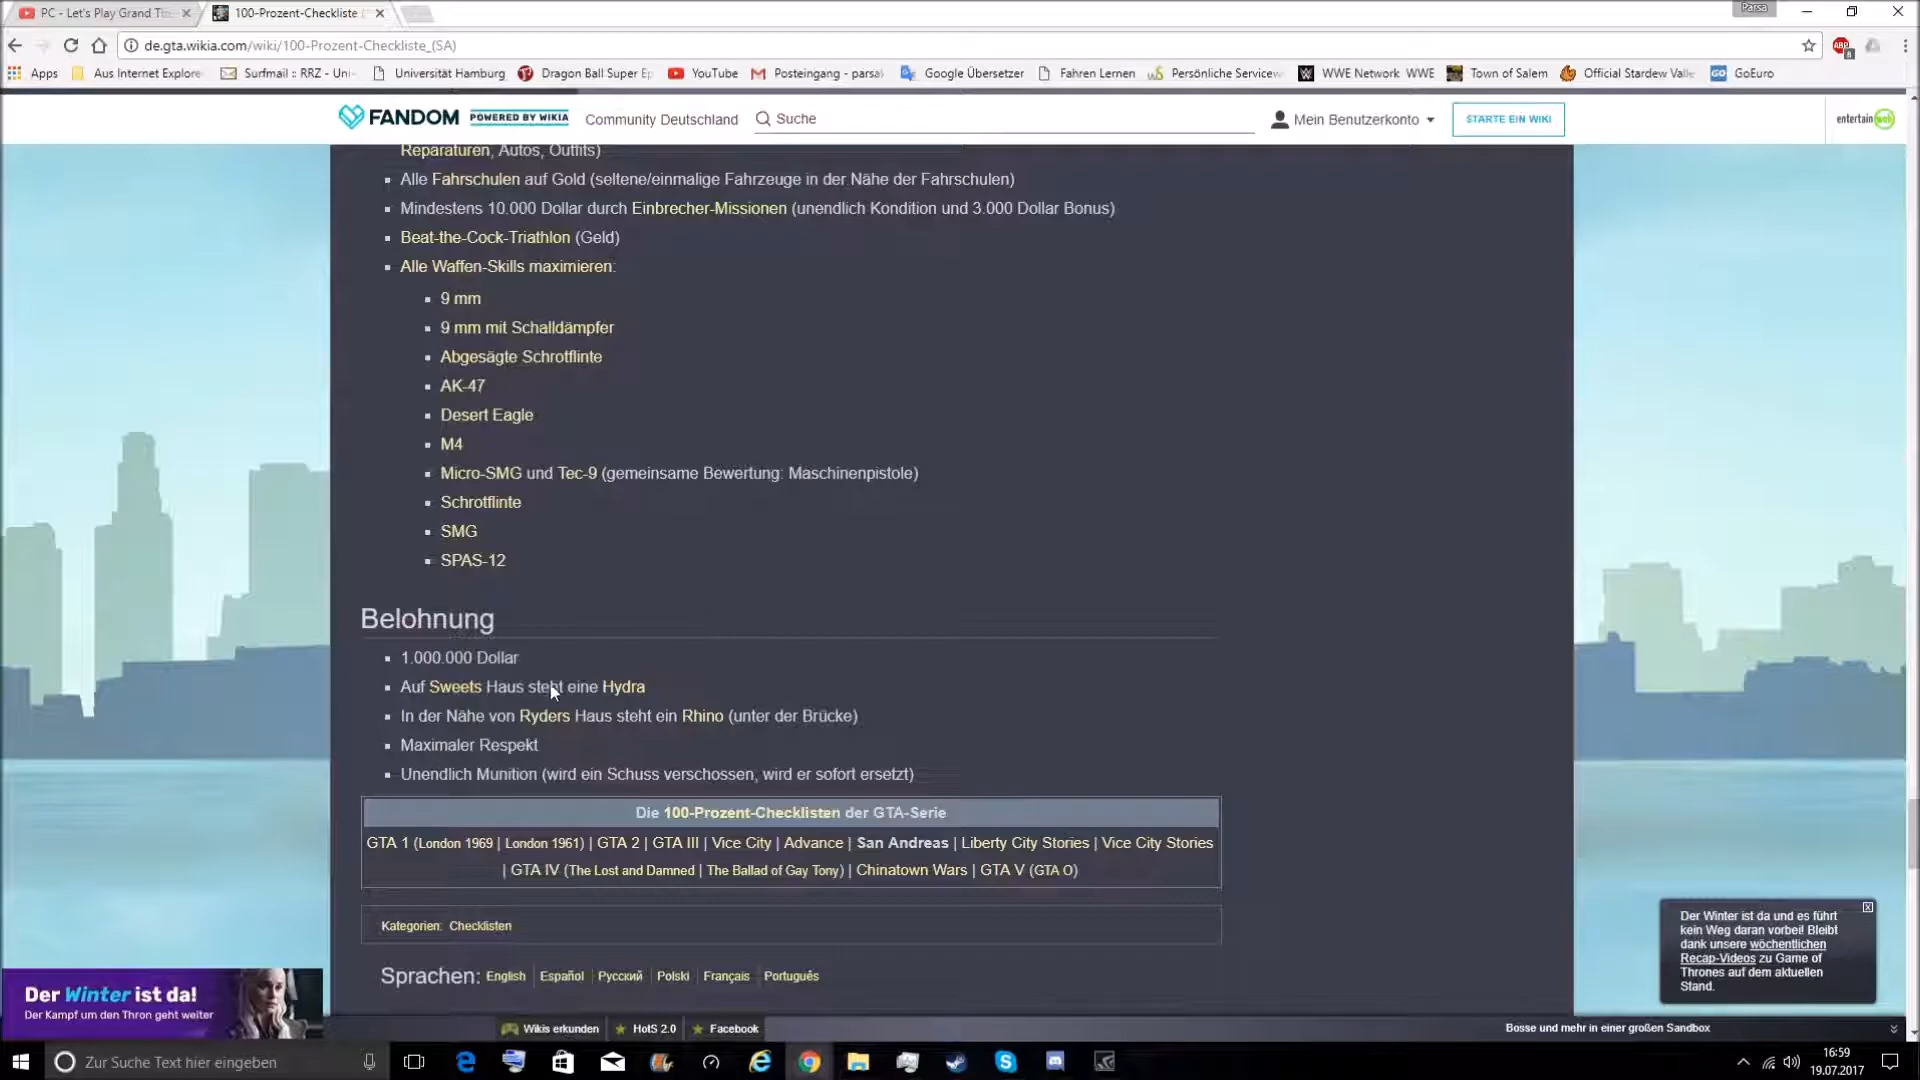 PC - Let's Play Grand Th
100-Prozent-Checkliste
Parsa
de.gta.wikia.com/wiki/100-Prozent-Checkliste_(SA)
ABP
8
Apps
Aus Internet Explore
Surfmail :: RRZ - Uni-
Universität Hamburg
Dragon Ball Super Ep
YouTube
Posteingang - parsa
Google Übersetzer
Fahren Lernen
Persönliche Service
WWE Network WWE
Town of Salem
Official Stardew Valle
GO GoEuro
FANDOM POWERED BY WIKIA
Community Deutschland
Suche
Mein Benutzerkonto
STARTE EIN WIKI
entertain web
Reparaturen, Autos, Outfits)
Alle Fahrschulen auf Gold (seltene/einmalige Fahrzeuge in der Nähe der Fahrschulen)
Mindestens 10.000 Dollar durch Einbrecher-Missionen (unendlich Kondition und 3.000 Dollar Bonus)
Beat-the-Cock-Triathlon (Geld)
Alle Waffen-Skills maximieren:
9 mm
9 mm mit Schalldämpfer
Abgesägte Schrotflinte
AK-47
Desert Eagle
M4
Micro-SMG und Tec-9 (gemeinsame Bewertung: Maschinenpistole)
Schrotflinte
SMG
SPAS-12
Belohnung
1.000.000 Dollar
Auf Sweets Haus steht eine Hydra
In der Nähe von Ryders Haus steht ein Rhino (unter der Brücke)
Maximaler Respekt
Unendlich Munition (wird ein Schuss verschossen, wird er sofort ersetzt)
Die 100-Prozent-Checklisten der GTA-Serie
GTA 1 (London 1969 | London 1961) | GTA 2 | GTA III | Vice City | Advance | San Andreas | Liberty City Stories | Vice City Stories
| GTA IV (The Lost and Damned | The Ballad of Gay Tony) | Chinatown Wars | GTA V (GTA O)
Kategorien: Checklisten
Sprachen: English Español Русский Polski Français Português
Der Winter ist da und es führt
kein Weg daran vorbei! Bleibt
dank unsere wöchentlichen
Recap-Videos zu Game of
Thrones auf dem aktuellen
Stand.
Der Winter ist da!
Der Kampf um den Thron geht weiter
Wikis erkunden
HotS 2.0
Facebook
Bosse und mehr in einer großen Sandbox
Zur Suche Text hier eingeben
16:59
19.07.2017